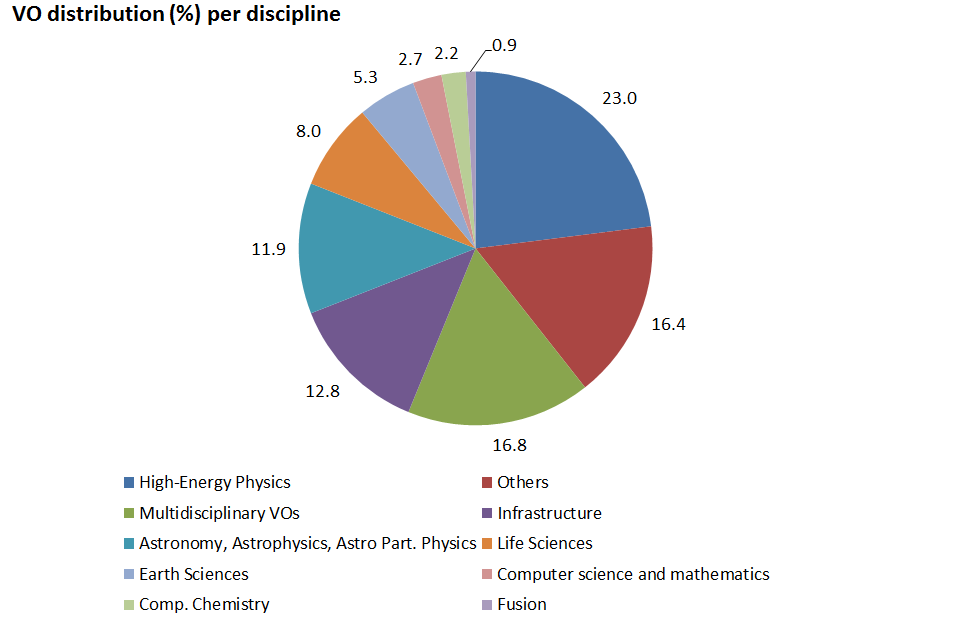 VO distribution (%) per discipline
0.9
2.7 2.2
5.3
23.0
8.0
11.9
16.4
12.8
16.8
High-Energy Physics
Others
Multidisciplinary VOs
Infrastructure
Astronomy, Astrophysics, Astro Part. Physics
Life Sciences
Earth Sciences
Computer science and mathematics
Comp. Chemistry
Fusion